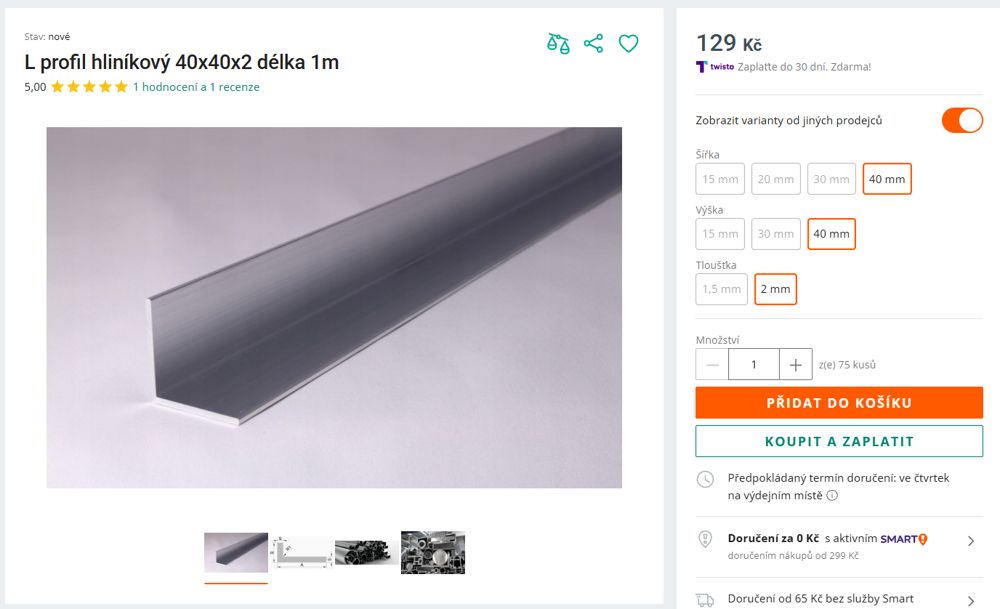 Stav: nové
L profil hliníkový 40x40x2 délka 1m
5,00
1 hodnocení a 1 recenze
129 Kč
twisto Zaplaťte do 30 dní. Zdarma!
Zobrazit varianty od jiných prodejců
Šířka
15 mm
20 mm
30 mm
40 mm
Výška
15 mm
30 mm
40 mm
Tloušťka
1,5 mm
2 mm
Množství
— 1 + z(e) 75 kusů
PŘIDAT DO KOŠÍKU
KOUPIT A ZAPLATIT
Předpokládaný termín doručení: ve čtvrtek
na výdejním místě
Doručení za 0 Kč s aktivním SMART!
doručením nákupů od 299 Kč
Doručení od 65 Kč bez služby Smart